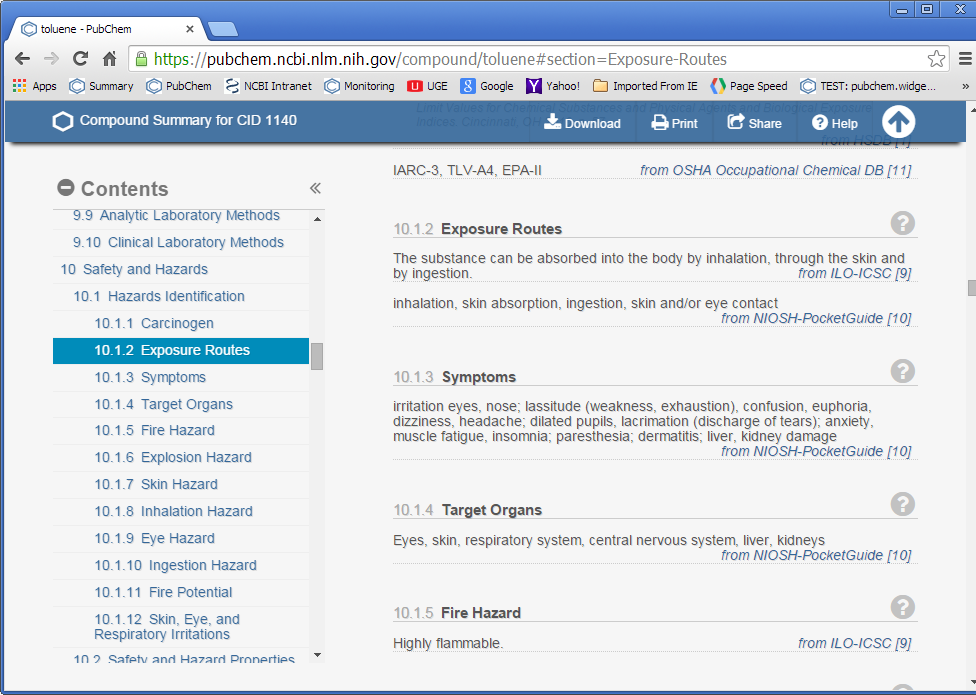 toluene - PubChem
https://pubchem.ncbi.nlm.nih.gov/compound/toluene#section=Exposure-Routes
Apps Summary PubChem NCBI Intranet Monitoring UGE Google Yahoo! Imported From IE Page Speed TEST: pubchem.widge... »
Compound Summary for CID 1140
Download Print Share Help
Limit Values for Chemical Substances and Physical Agents and Biological Exposure
Indices. Cincinnati, OH
from HSDB [1]
IARC-3, TLV-A4, EPA-II
from OSHA Occupational Chemical DB [11]
Contents «
9.9 Analytic Laboratory Methods
9.10 Clinical Laboratory Methods
10 Safety and Hazards
10.1 Hazards Identification
10.1.1 Carcinogen
10.1.2 Exposure Routes
10.1.3 Symptoms
10.1.4 Target Organs
10.1.5 Fire Hazard
10.1.6 Explosion Hazard
10.1.7 Skin Hazard
10.1.8 Inhalation Hazard
10.1.9 Eye Hazard
10.1.10 Ingestion Hazard
10.1.11 Fire Potential
10.1.12 Skin, Eye, and
Respiratory Irritations
10.2 Safety and Hazard Properties
10.1.2 Exposure Routes ?
The substance can be absorbed into the body by inhalation, through the skin and
by ingestion. from ILO-ICSC [9]
inhalation, skin absorption, ingestion, skin and/or eye contact
from NIOSH-PocketGuide [10]
10.1.3 Symptoms ?
irritation eyes, nose; lassitude (weakness, exhaustion), confusion, euphoria,
dizziness, headache; dilated pupils, lacrimation (discharge of tears); anxiety,
muscle fatigue, insomnia; paresthesia; dermatitis; liver, kidney damage
from NIOSH-PocketGuide [10]
10.1.4 Target Organs ?
Eyes, skin, respiratory system, central nervous system, liver, kidneys
from NIOSH-PocketGuide [10]
10.1.5 Fire Hazard ?
Highly flammable. from ILO-ICSC [9]